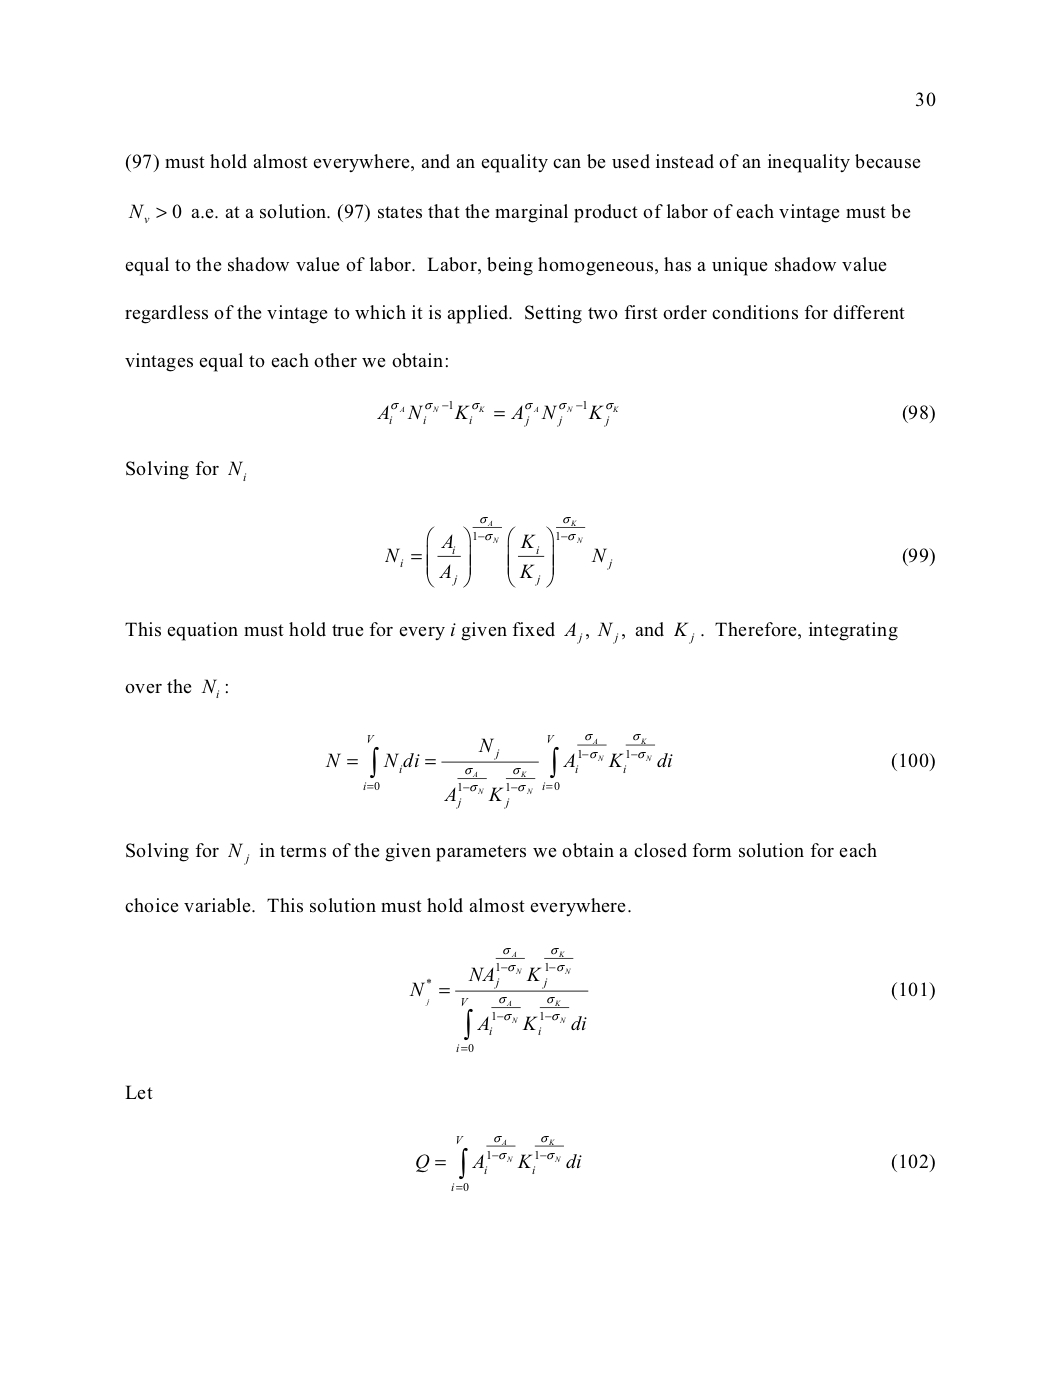 30
(97) must hold almost everywhere, and an equality can be used instead of an inequality because
$N_v > 0$ a.e. at a solution. (97) states that the marginal product of labor of each vintage must be
equal to the shadow value of labor. Labor, being homogeneous, has a unique shadow value
regardless of the vintage to which it is applied. Setting two first order conditions for different
vintages equal to each other we obtain:
$A_i^{\sigma_A} N_i^{\sigma_N - 1} K_i^{\sigma_K} = A_j^{\sigma_A} N_j^{\sigma_N - 1} K_j^{\sigma_K}$ (98)
Solving for $N_i$
$N_i = \left( \frac{A_i}{A_j} \right)^{\frac{\sigma_A}{1-\sigma_N}} \left( \frac{K_i}{K_j} \right)^{\frac{\sigma_K}{1-\sigma_N}} N_j$ (99)
This equation must hold true for every i given fixed $A_j$, $N_j$, and $K_j$. Therefore, integrating
over the $N_i$:
$N = \int_{i=0}^{V} N_i di = \frac{N_j}{A_j^{\frac{\sigma_A}{1-\sigma_N}} K_j^{\frac{\sigma_K}{1-\sigma_N}}} \int_{i=0}^{V} A_i^{\frac{\sigma_A}{1-\sigma_N}} K_i^{\frac{\sigma_K}{1-\sigma_N}} di$ (100)
Solving for $N_j$ in terms of the given parameters we obtain a closed form solution for each
choice variable. This solution must hold almost everywhere.
$N_j^* = \frac{N A_j^{\frac{\sigma_A}{1-\sigma_N}} K_j^{\frac{\sigma_K}{1-\sigma_N}}}{\int_{i=0}^{V} A_i^{\frac{\sigma_A}{1-\sigma_N}} K_i^{\frac{\sigma_K}{1-\sigma_N}} di}$ (101)
Let
$Q = \int_{i=0}^{V} A_i^{\frac{\sigma_A}{1-\sigma_N}} K_i^{\frac{\sigma_K}{1-\sigma_N}} di$ (102)